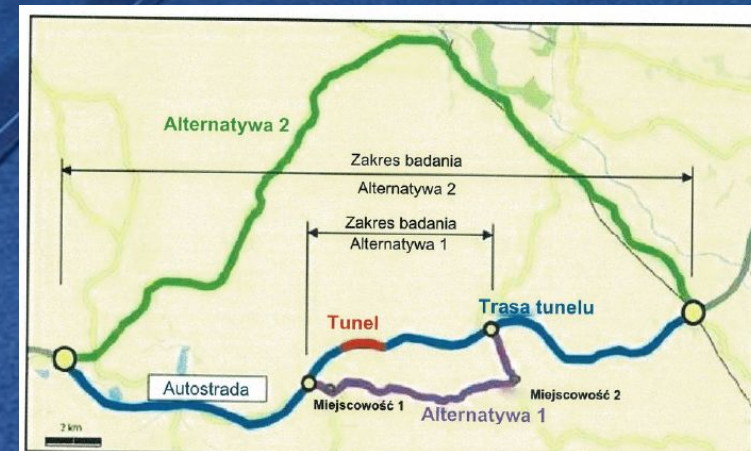 Alternatywa 2
Zakres badania
Alternatywa 2
Zakres badania
Alternatywa 1
Tunel
Trasa tunelu
Autostrada
Miejscowość 1
Alternatywa 1
Miejscowość 2
2 km